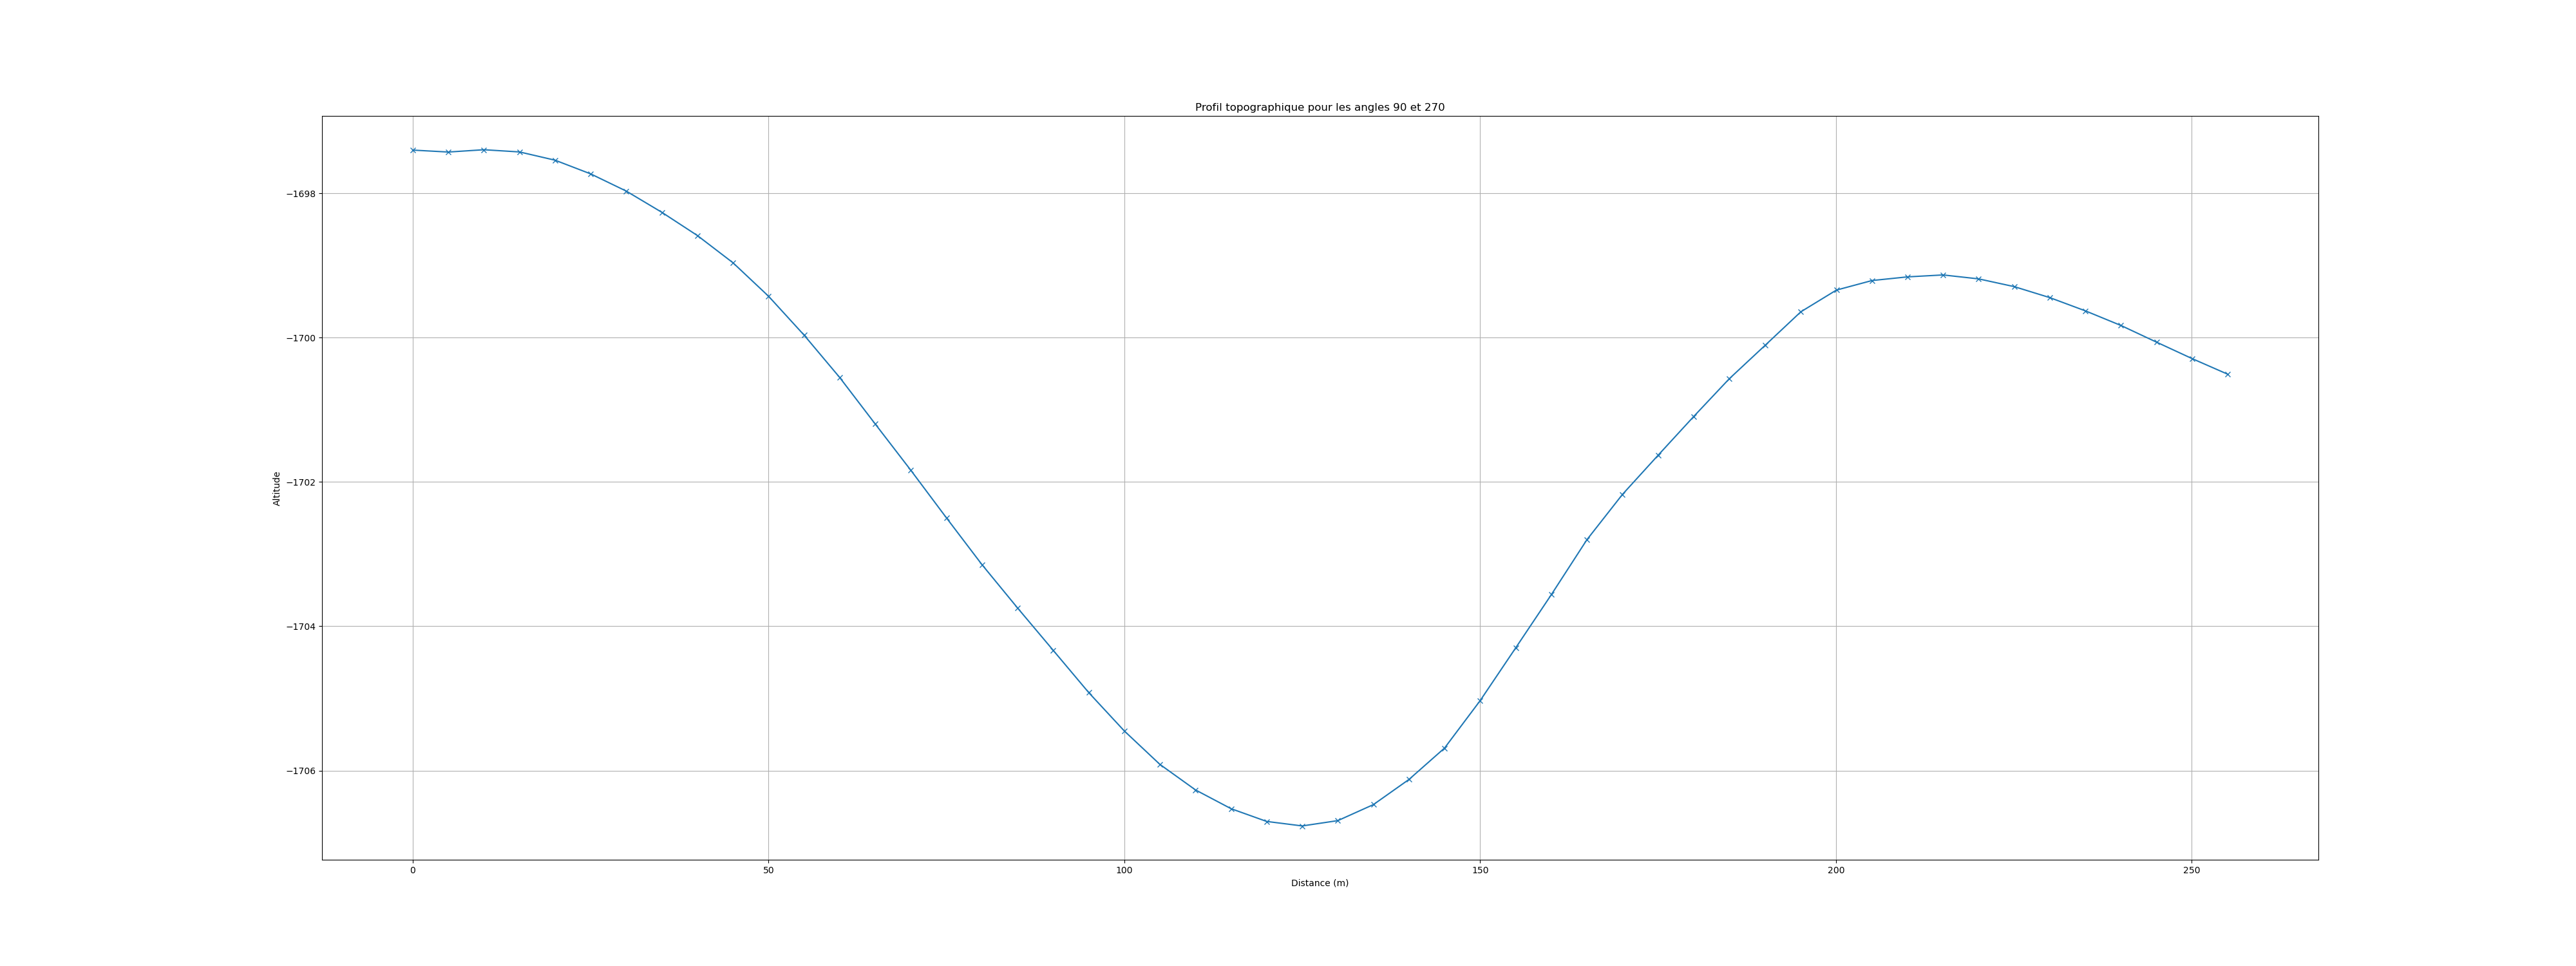 Profil topographique pour les angles 90 et 270
Altitude
−1698
−1700
−1702
−1704
−1706
0 50 100 150 200 250
Distance (m)